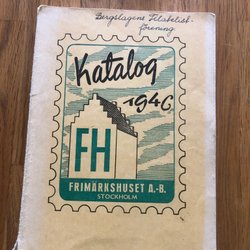 Bergslagens Filatelist-
förening
Katalog
1946
FH
FRIMÄRKSHUSET A.-B.
STOCKHOLM